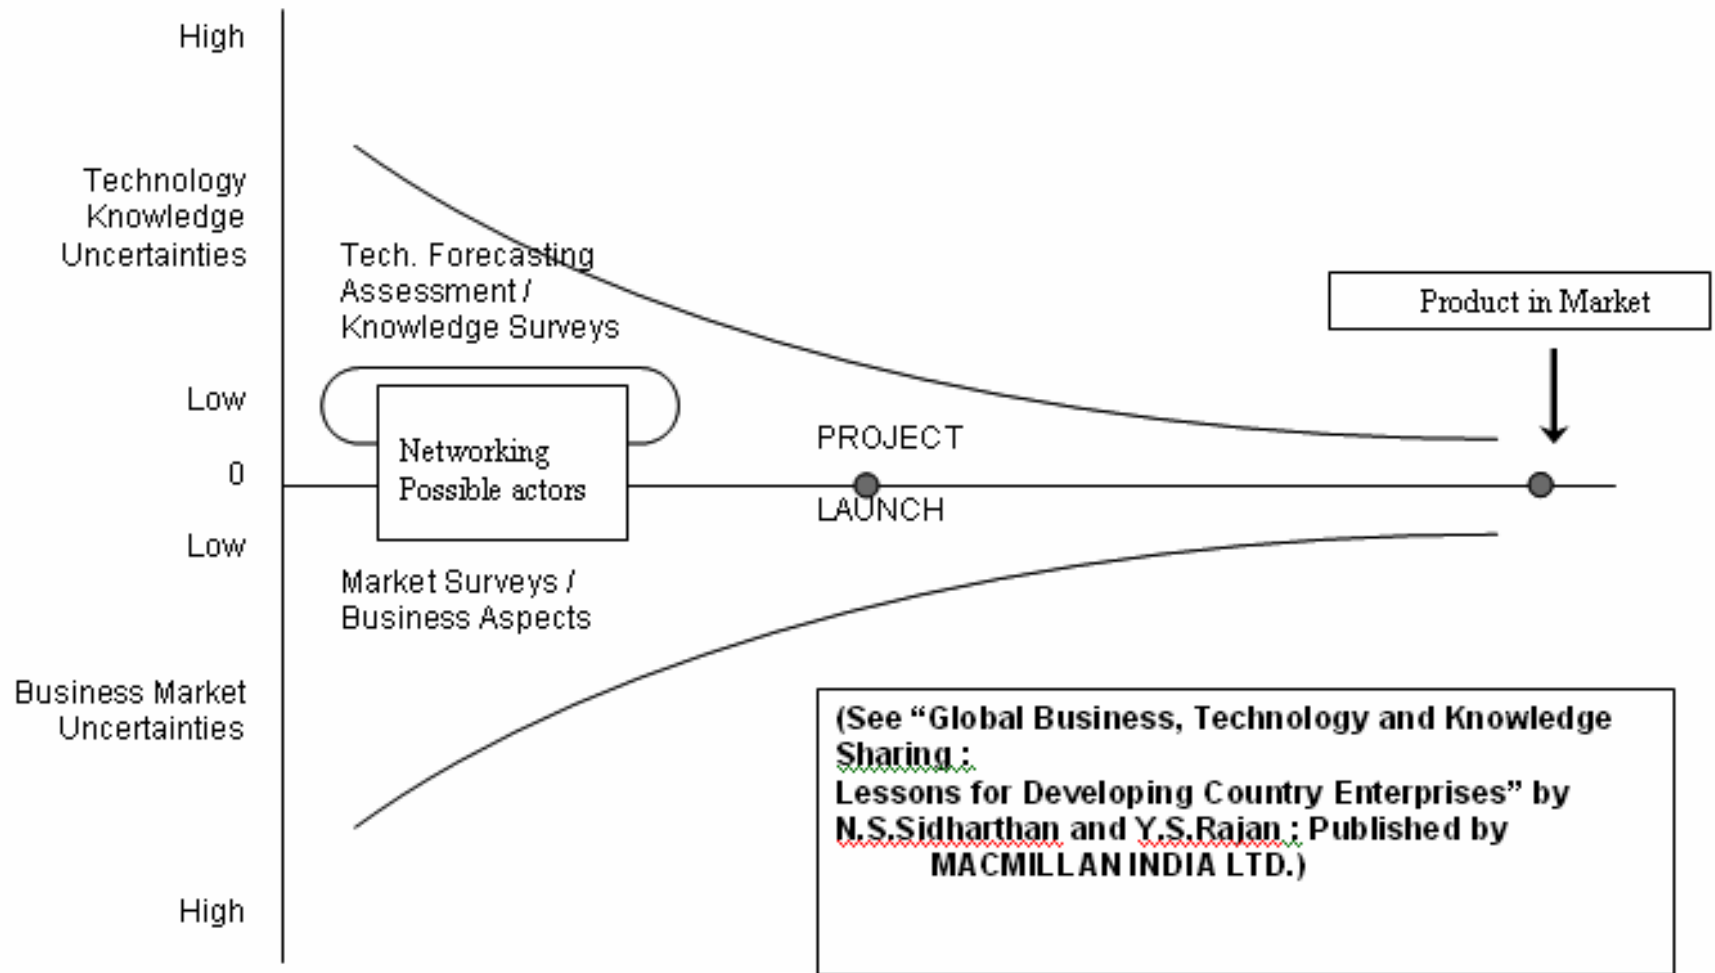 High
Technology
Knowledge
Uncertainties
Tech. Forecasting
Assessment /
Knowledge Surveys
Product in Market
Low
PROJECT
Networking
Possible actors
0
LAUNCH
Low
Market Surveys /
Business Aspects
Business Market
Uncertainties
(See “Global Business, Technology and Knowledge
Sharing :
Lessons for Developing Country Enterprises” by
N.S.Sidharthan and Y.S.Rajan ; Published by
MACMILLAN INDIA LTD.)
High